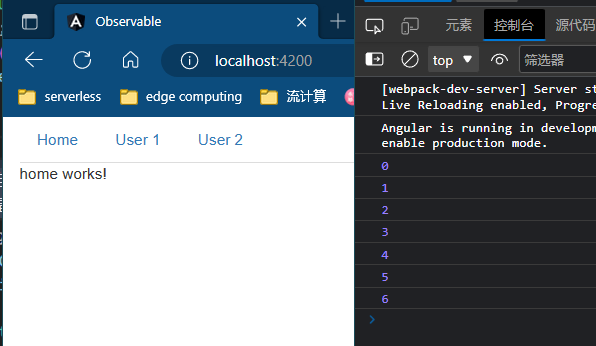 Observable
localhost:4200
serverless
edge computing
流计算
Home
User 1
User 2
home works!
元素
控制台
源代码
top
筛选器
[webpack-dev-server] Server st
Live Reloading enabled, Progre
Angular is running in developm
enable production mode.
0
1
2
3
4
5
6